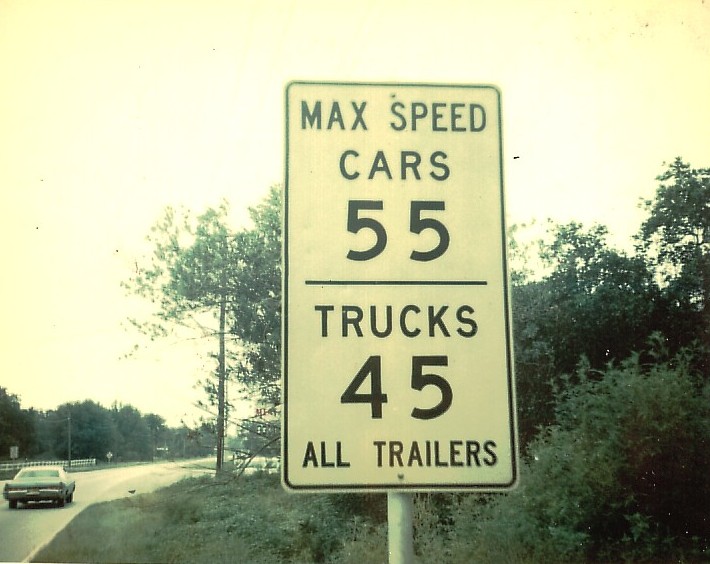 MAX SPEED
CARS
55
TRUCKS
45
ALL TRAILERS